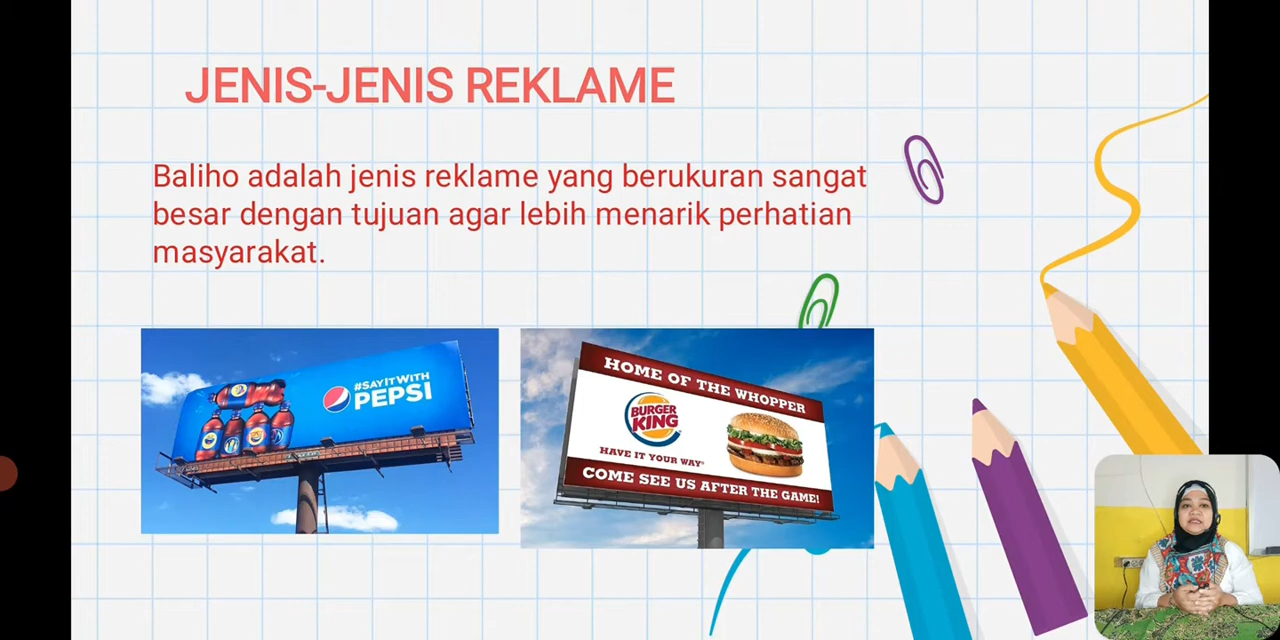 JENIS-JENIS REKLAME
Baliho adalah jenis reklame yang berukuran sangat
besar dengan tujuan agar lebih menarik perhatian
masyarakat.
#SAYITWITH
PEPSI
HOME OF THE WHOPPER
BURGER
KING
HAVE IT YOUR WAY®
COME SEE US AFTER THE GAME!